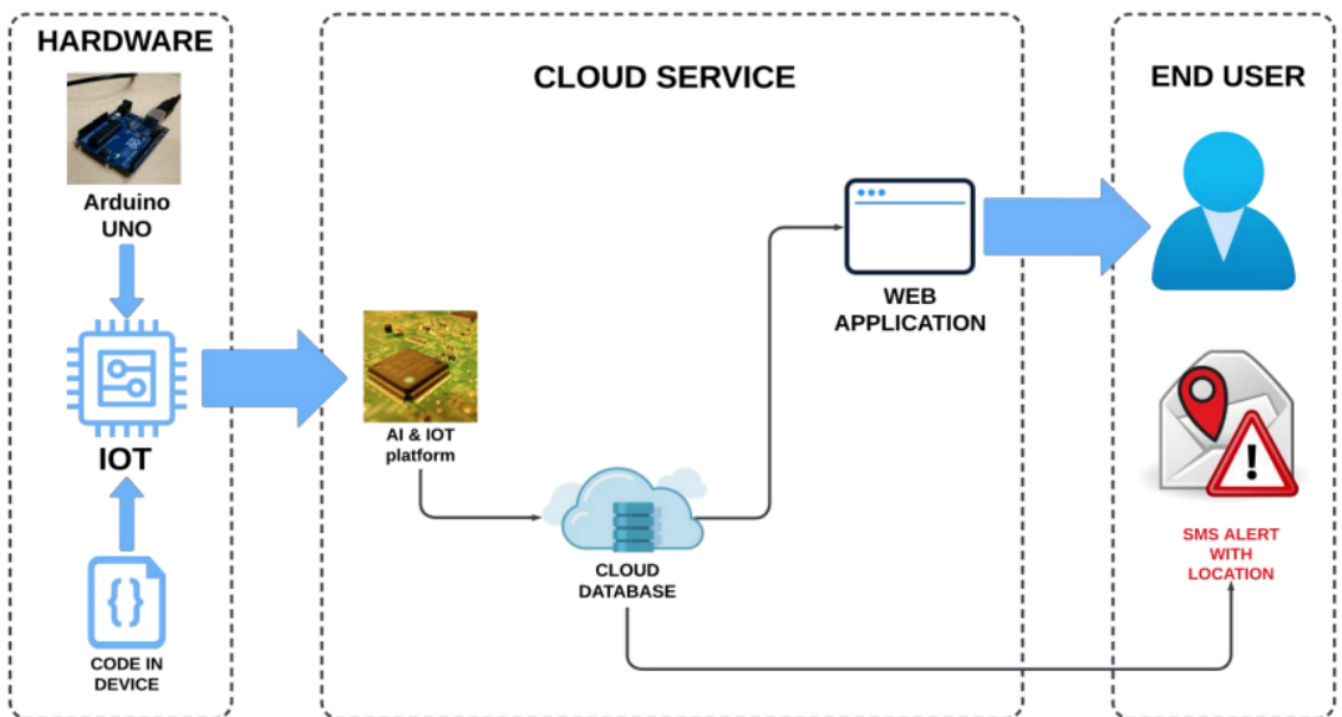 HARDWARE
Arduino
UNO
IOT
CODE IN
DEVICE
CLOUD SERVICE
AI & IOT
platform
CLOUD
DATABASE
WEB
APPLICATION
END USER
SMS ALERT
WITH
LOCATION